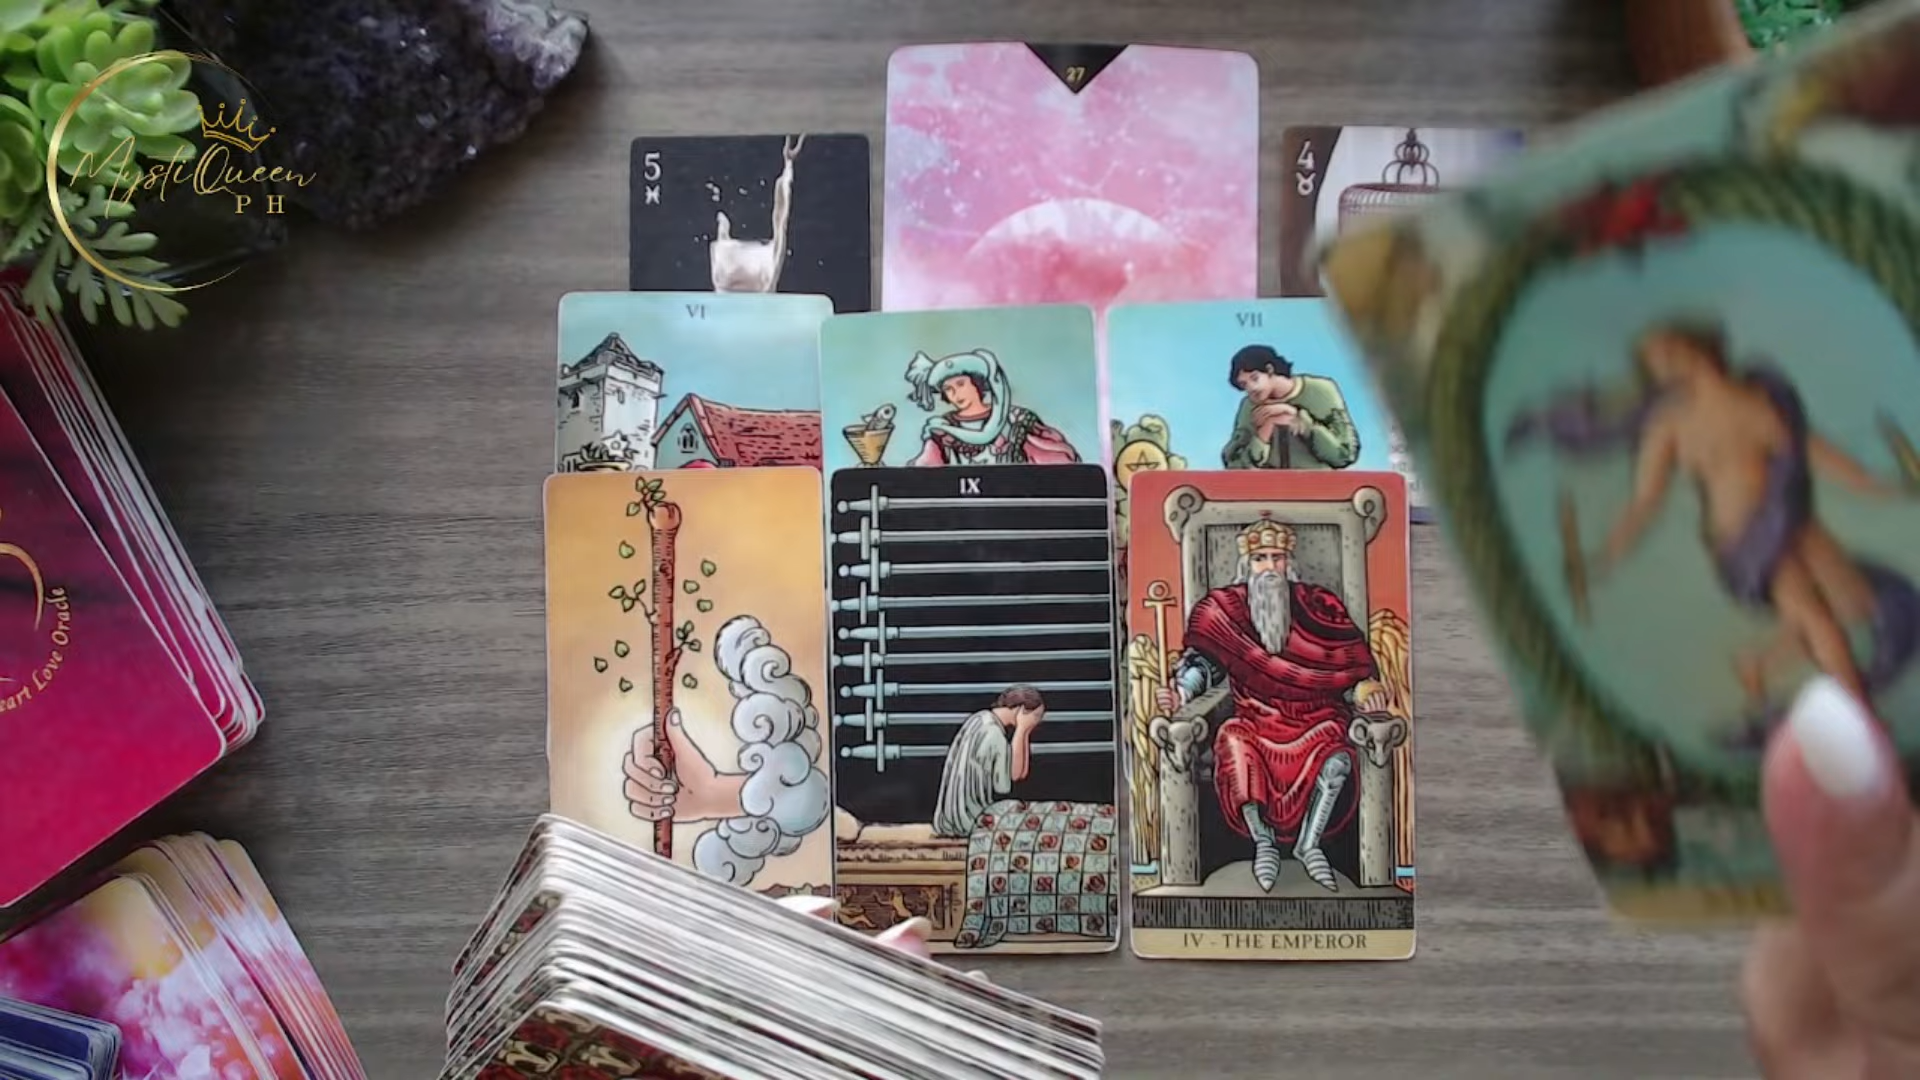 MystiQueen
PH
27
5
4
VI
VII
IX
IV - THE EMPEROR
eart Love Oracle